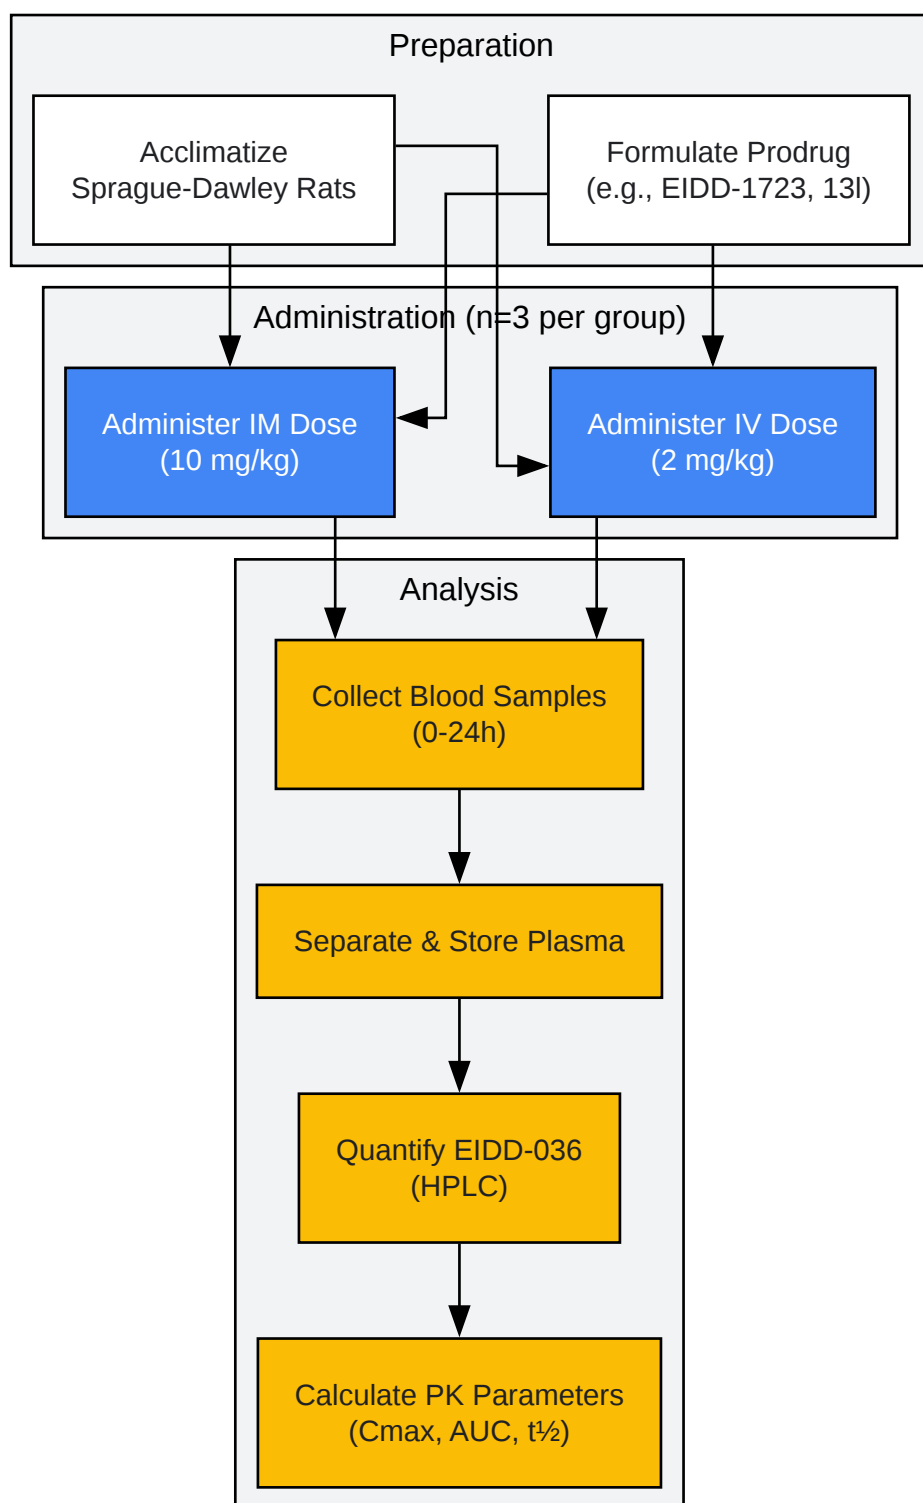 Preparation
Acclimatize
Sprague-Dawley Rats
Formulate Prodrug
(e.g., EIDD-1723, 13l)
Administration (n=3 per group)
Administer IM Dose
(10 mg/kg)
Administer IV Dose
(2 mg/kg)
Analysis
Collect Blood Samples
(0-24h)
Separate & Store Plasma
Quantify EIDD-036
(HPLC)
Calculate PK Parameters
(Cmax, AUC, t½)